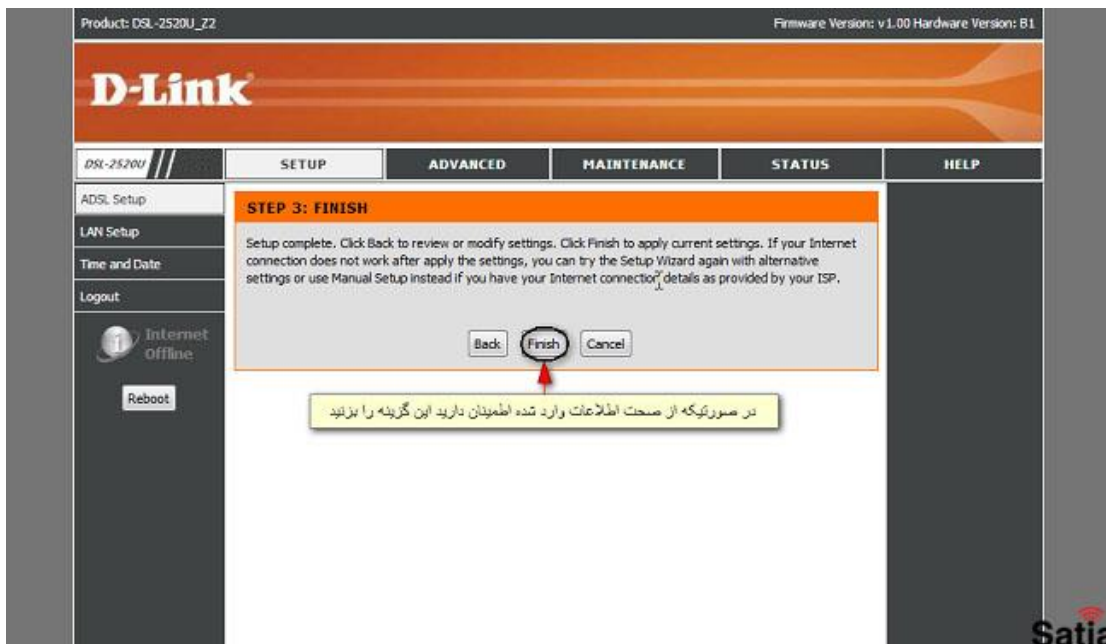 Product: DSL-2520U_Z2
Firmware Version: v1.00 Hardware Version: B1
D-Link
DSL-2520U
SETUP
ADVANCED
MAINTENANCE
STATUS
HELP
ADSL Setup
LAN Setup
Time and Date
Logout
Internet
Offline
Reboot
STEP 3: FINISH
Setup complete. Click Back to review or modify settings. Click Finish to apply current settings. If your Internet
connection does not work after apply the settings, you can try the Setup Wizard again with alternative
settings or use Manual Setup instead if you have your Internet connection details as provided by your ISP.
Back
Finish
Cancel
در صورتیکه از صحت اطلاعات وارد شده اطمینان دارید این گزینه را بزنید
Satia